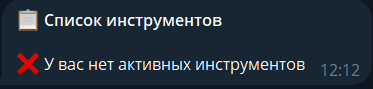 📋 Список инструментов
❌ У вас нет активных инструментов
12:12